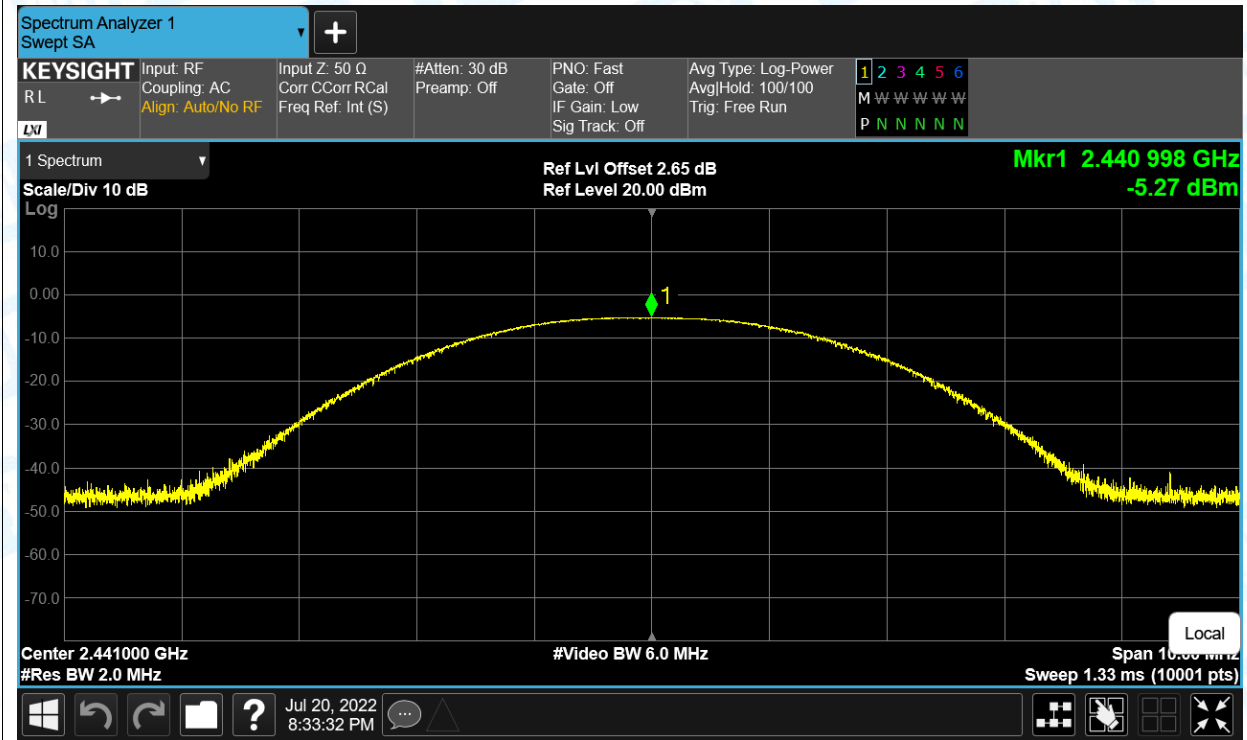 Spectrum Analyzer 1
Swept SA
KEYSIGHT
R L
LXI
Input: RF
Coupling: AC
Align: Auto/No RF
Input Z: 50 Ω
Corr CCorr RCal
Freq Ref: Int (S)
#Atten: 30 dB
Preamp: Off
PNO: Fast
Gate: Off
IF Gain: Low
Sig Track: Off
Avg Type: Log-Power
Avg|Hold: 100/100
Trig: Free Run
1 2 3 4 5 6
M W W W W W W
P N N N N N N
1 Spectrum
Scale/Div 10 dB
Log
Ref Lvl Offset 2.65 dB
Ref Level 20.00 dBm
Mkr1 2.440 998 GHz
-5.27 dBm
10.0
0.00
-10.0
-20.0
-30.0
-40.0
-50.0
-60.0
-70.0
1
Local
Center 2.441000 GHz
#Res BW 2.0 MHz
#Video BW 6.0 MHz
Span 10.00 MHz
Sweep 1.33 ms (10001 pts)
?
Jul 20, 2022
8:33:32 PM